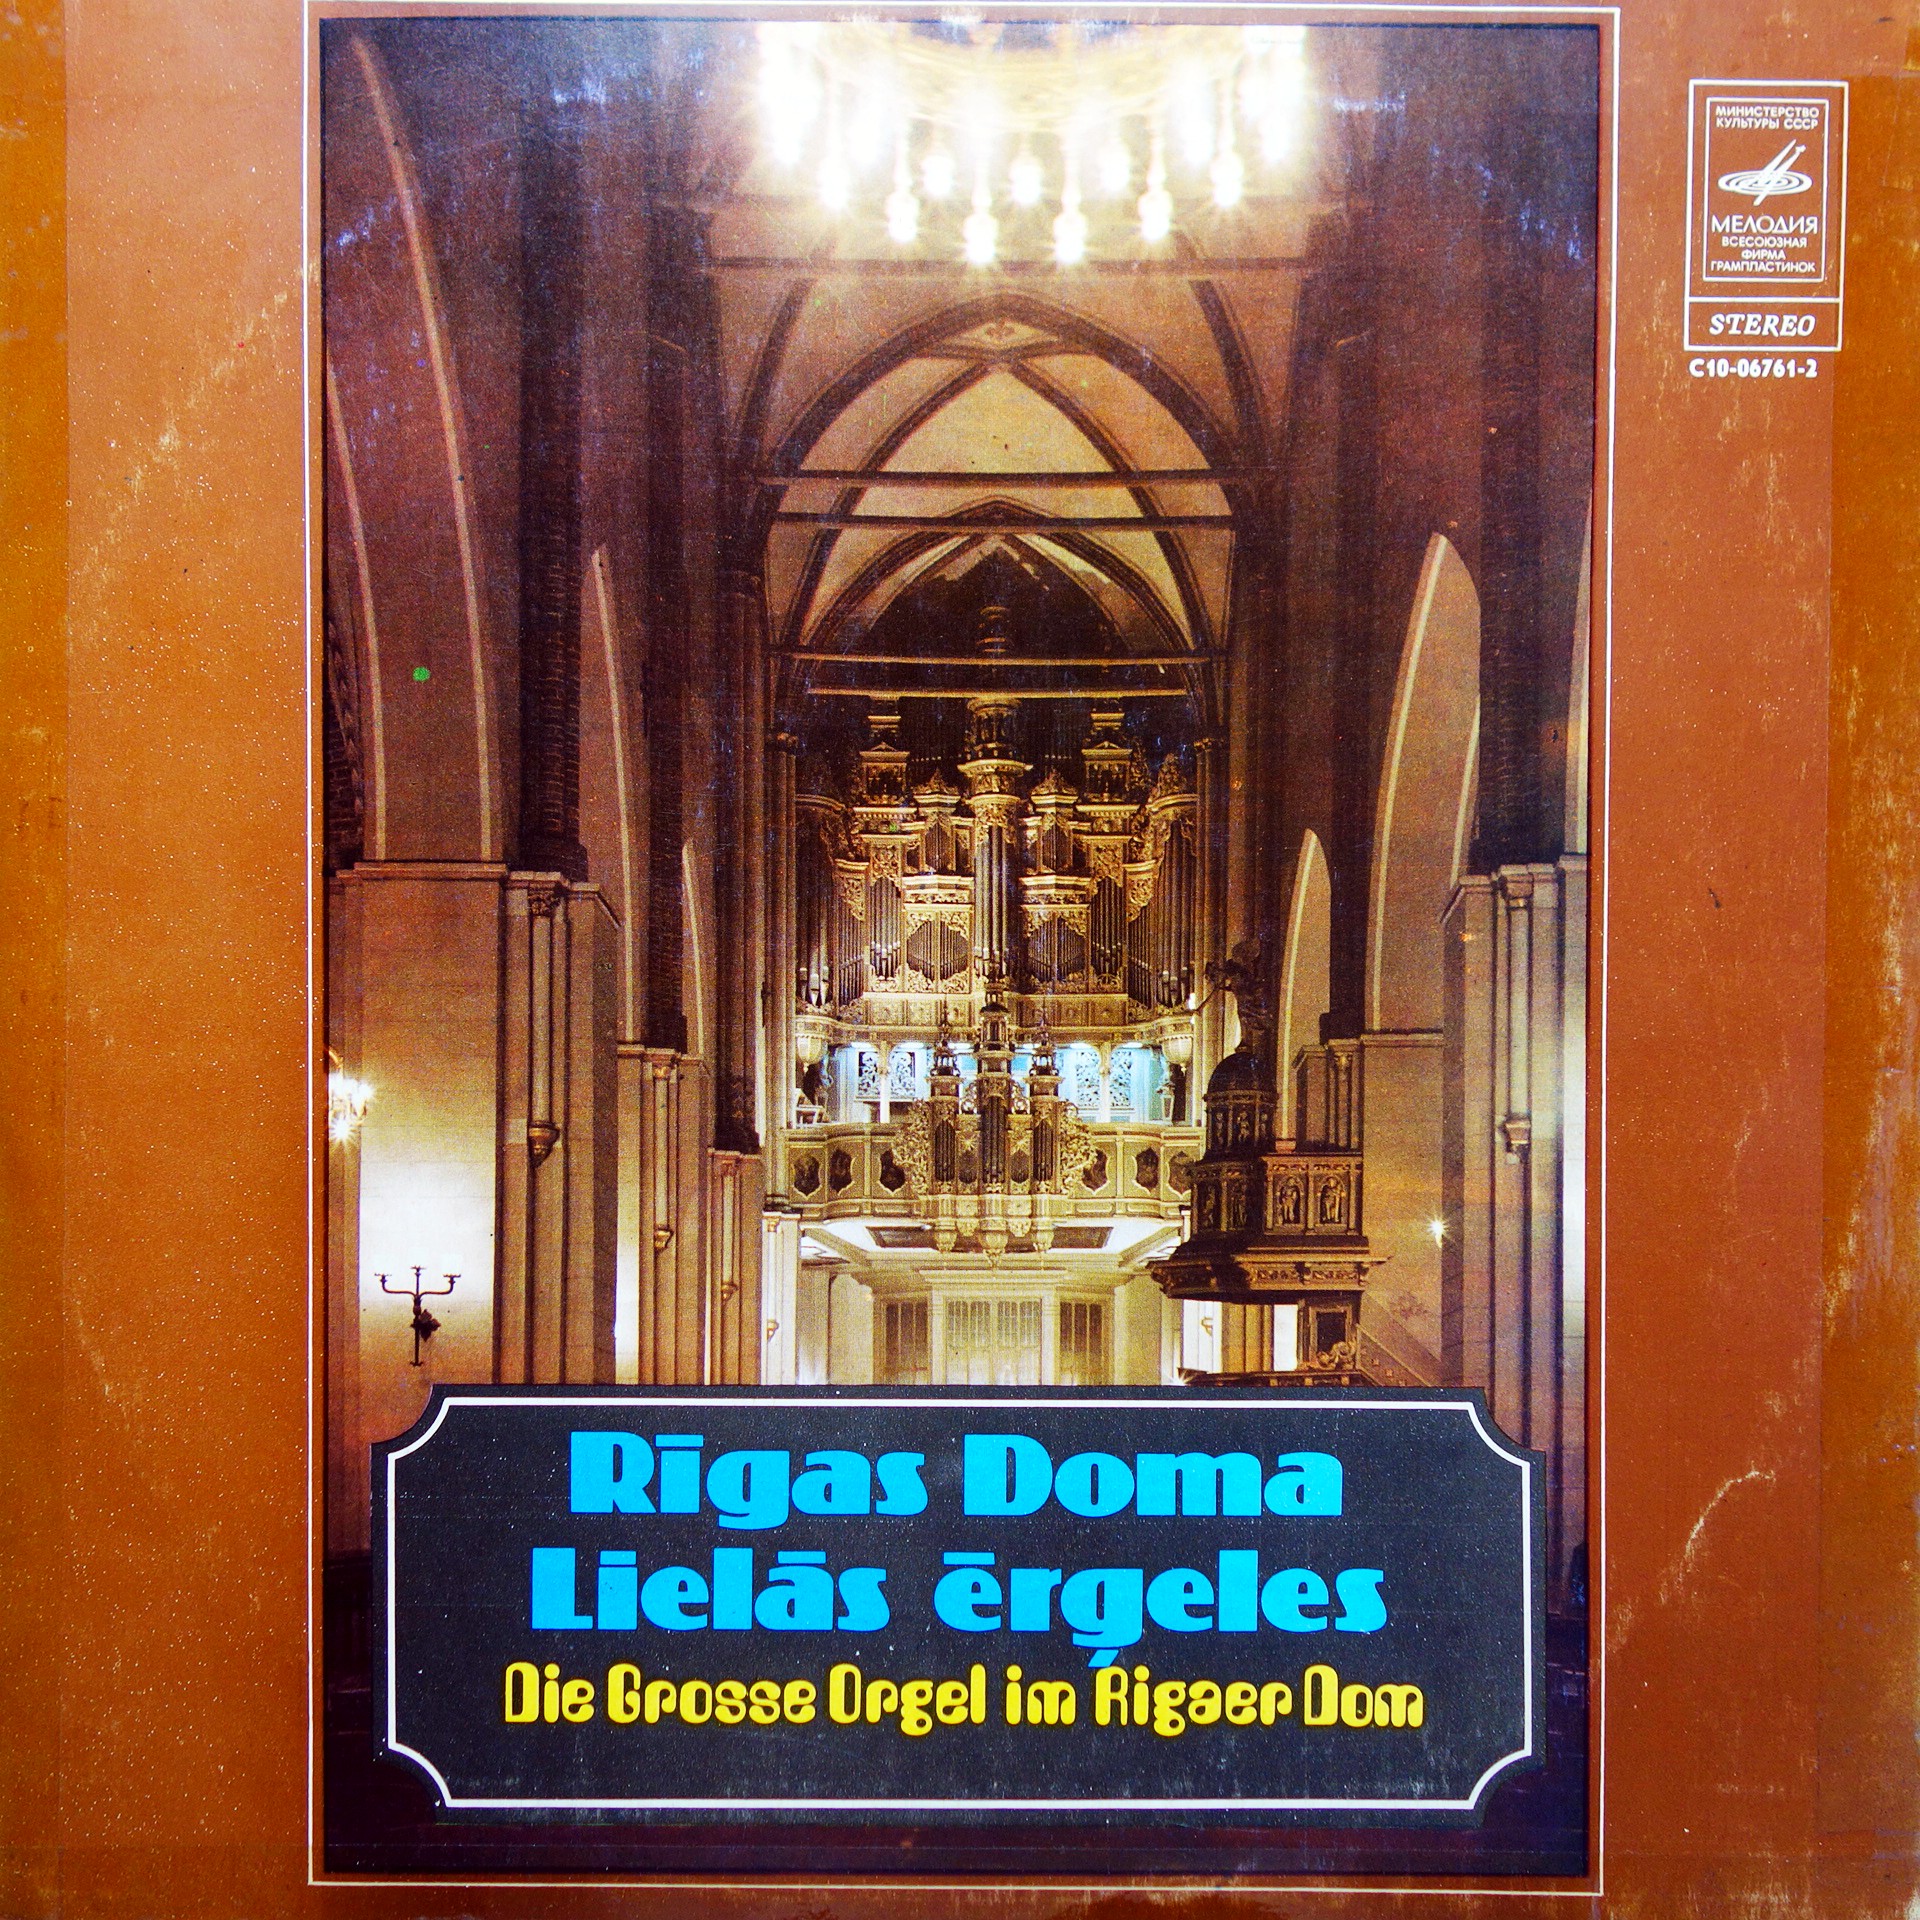 МИНИСТЕРСТВО
КУЛЬТУРЫ СССР
МЕЛОДИЯ
ВСЕСОЮЗНАЯ
ФИРМА
ГРАМПЛАСТИНОК
STEREO
С10-06761-2
Rīgas Doma
Lielās ērģeles
Die Grosse Orgel im Rigaer Dom